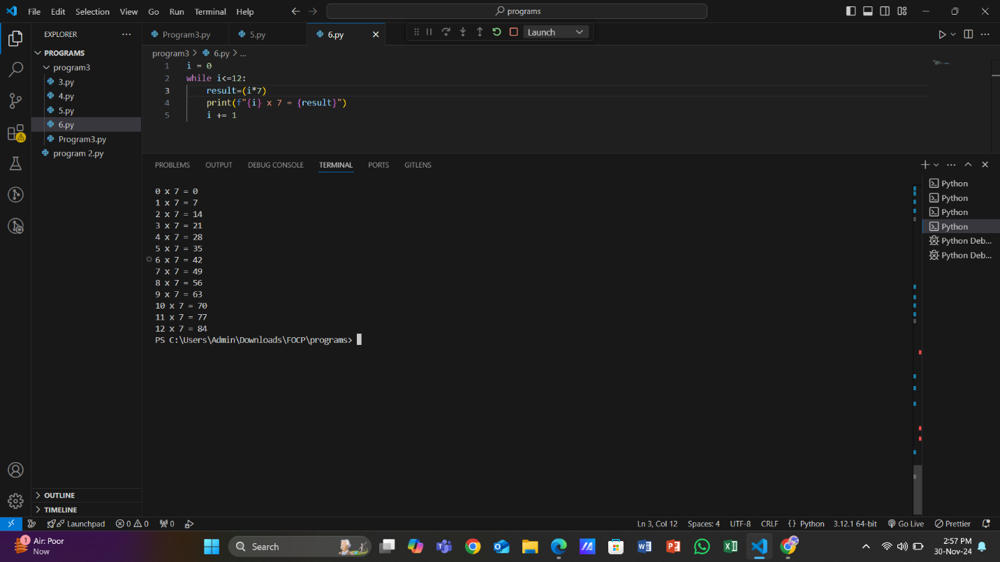 File Edit Selection View Go Run Terminal Help
programs
EXPLORER
Program3.py
5.py
6.py
Launch
PROGRAMS
program3
3.py
4.py
5.py
6.py
Program3.py
program 2.py
program3 > 6.py > ...
1 i = 0
2 while i<=12:
3 result=(i*7)
4 print(f"{i} x 7 = {result}")
5 i += 1
PROBLEMS OUTPUT DEBUG CONSOLE TERMINAL PORTS GITLENS
0 x 7 = 0
1 x 7 = 7
2 x 7 = 14
3 x 7 = 21
4 x 7 = 28
5 x 7 = 35
6 x 7 = 42
7 x 7 = 49
8 x 7 = 56
9 x 7 = 63
10 x 7 = 70
11 x 7 = 77
12 x 7 = 84
PS C:\Users\Admin\Downloads\FOCP\programs>
Python
Python
Python
Python
Python Deb...
Python Deb...
OUTLINE
TIMELINE
Launchpad 0 0 0
Ln 3, Col 12 Spaces: 4 UTF-8 CRLF {} Python 3.12.1 64-bit Go Live Prettier
1
Air: Poor
Now
Search
2:57 PM
30-Nov-24